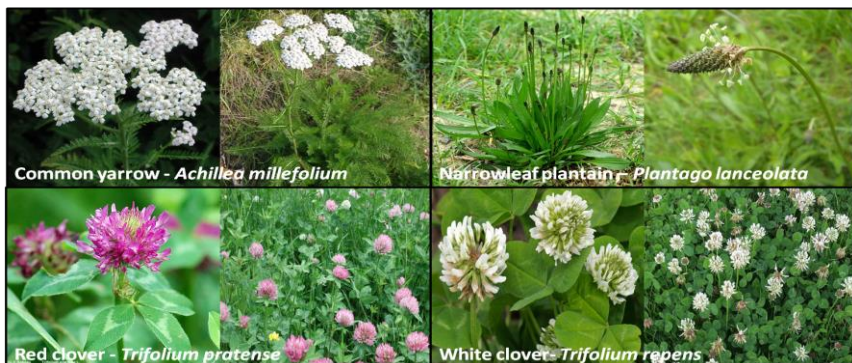 Common yarrow - Achillea millefolium
Narrowleaf plantain – Plantago lanceolata
Red clover - Trifolium pratense
White clover- Trifolium repens